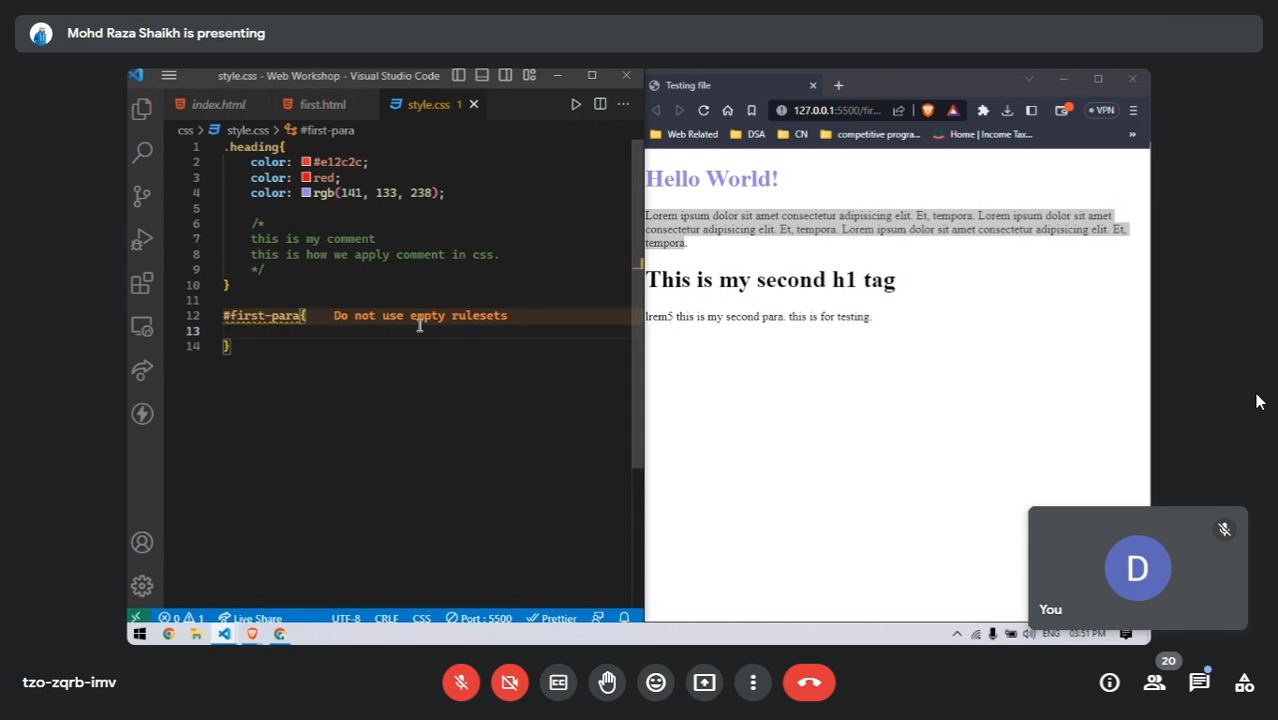 Mohd Raza Shaikh is presenting
style.css - Web Workshop - Visual Studio Code
index.html
first.html
style.css 1
css > style.css > #first-para
1 .heading{
2 color: #e12c2c;
3 color: red;
4 color: rgb(141, 133, 238);
5
6 /*
7 this is my comment
8 this is how we apply comment in css.
9 */
10 }
11
12 #first-para{ Do not use empty rulesets
13
14 }
0 1 Live Share UTF-8 CRLF CSS Port : 5500 Prettier
Testing file
127.0.0.1:5500/fir... VPN
Web Related DSA CN competitive progra... Home | Income Tax...
Hello World!
Lorem ipsum dolor sit amet consectetur adipisicing elit. Et, tempora. Lorem ipsum dolor sit amet
consectetur adipisicing elit. Et, tempora. Lorem ipsum dolor sit amet consectetur adipisicing elit. Et,
tempora.
This is my second h1 tag
lrem5 this is my second para. this is for testing.
D
You
ENG 03:51 PM
tzo-zqrb-imv
CC
20